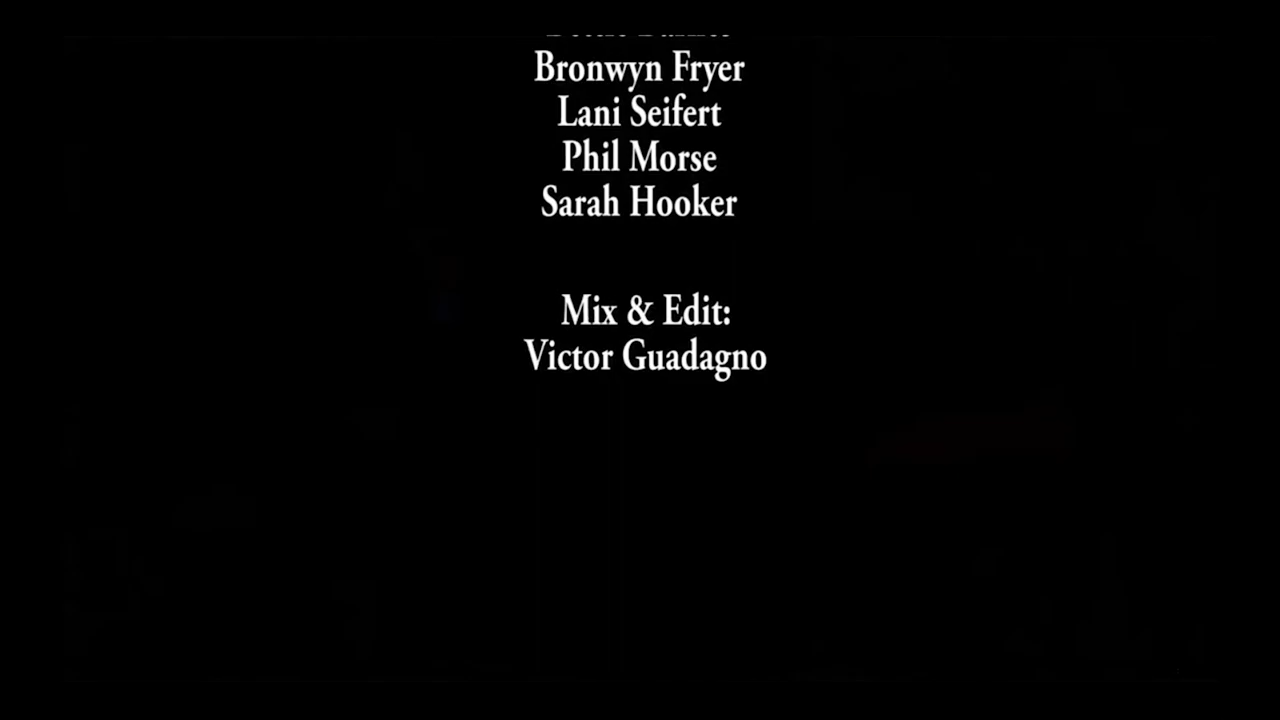 Bronwyn Fryer
Lani Seifert
Phil Morse
Sarah Hooker
Mix & Edit:
Victor Guadagno